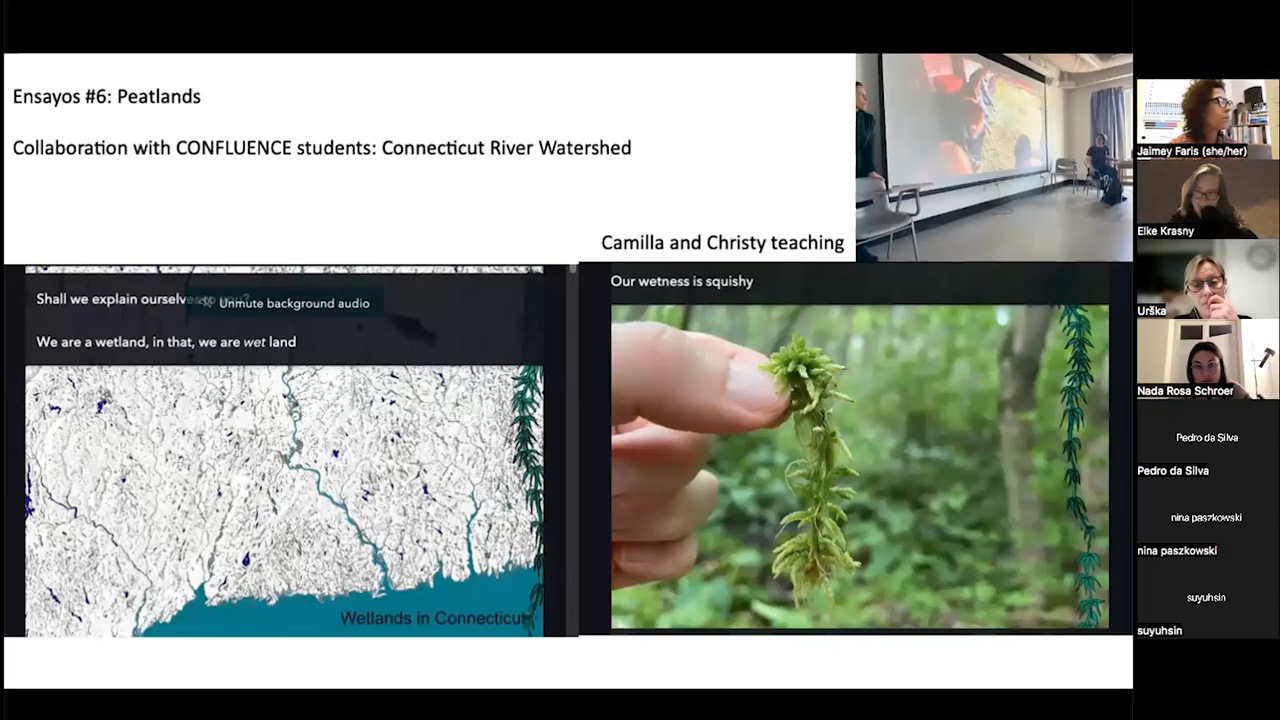 Ensayos #6: Peatlands
Collaboration with CONFLUENCE students: Connecticut River Watershed
Camilla and Christy teaching
Shall we explain ourselves to you?
Unmute background audio
We are a wetland, in that, we are wet land
Wetlands in Connecticut
Our wetness is squishy
Jaimey Faris (she/her)
Elke Krasny
Urška
Nada Rosa Schroer
Pedro da Silva
Pedro da Silva
nina paszkowski
nina paszkowski
suyuhsin
suyuhsin